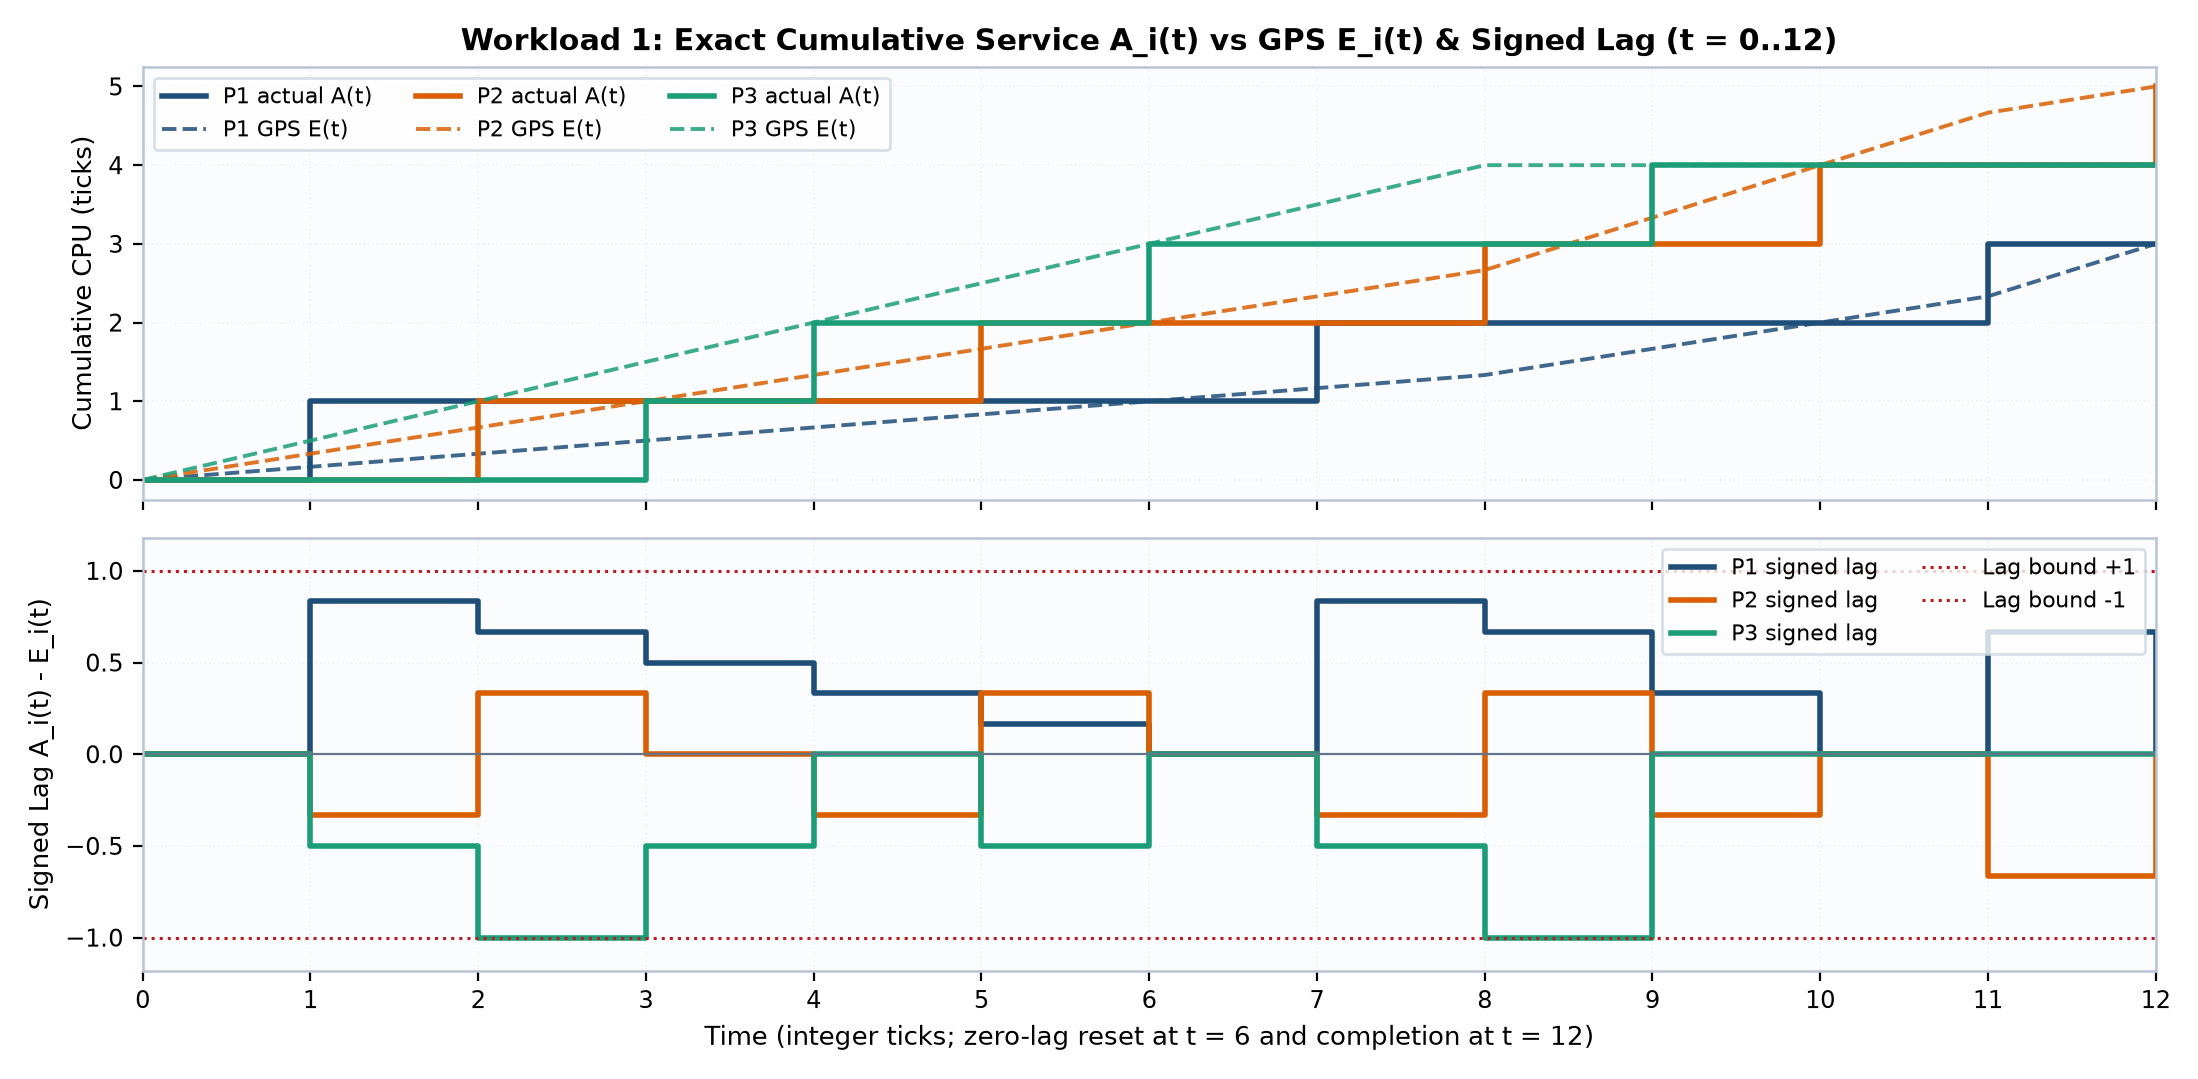 Workload 1: Exact Cumulative Service A_i(t) vs GPS E_i(t) & Signed Lag (t = 0..12)
P1 actual A(t)
P1 GPS E(t)
P2 actual A(t)
P2 GPS E(t)
P3 actual A(t)
P3 GPS E(t)
Cumulative CPU (ticks)
5
4
3
2
1
0
P1 signed lag
P2 signed lag
P3 signed lag
Lag bound +1
Lag bound -1
Signed Lag A_i(t) - E_i(t)
1.0
0.5
0.0
−0.5
−1.0
0 1 2 3 4 5 6 7 8 9 10 11 12
Time (integer ticks; zero-lag reset at t = 6 and completion at t = 12)